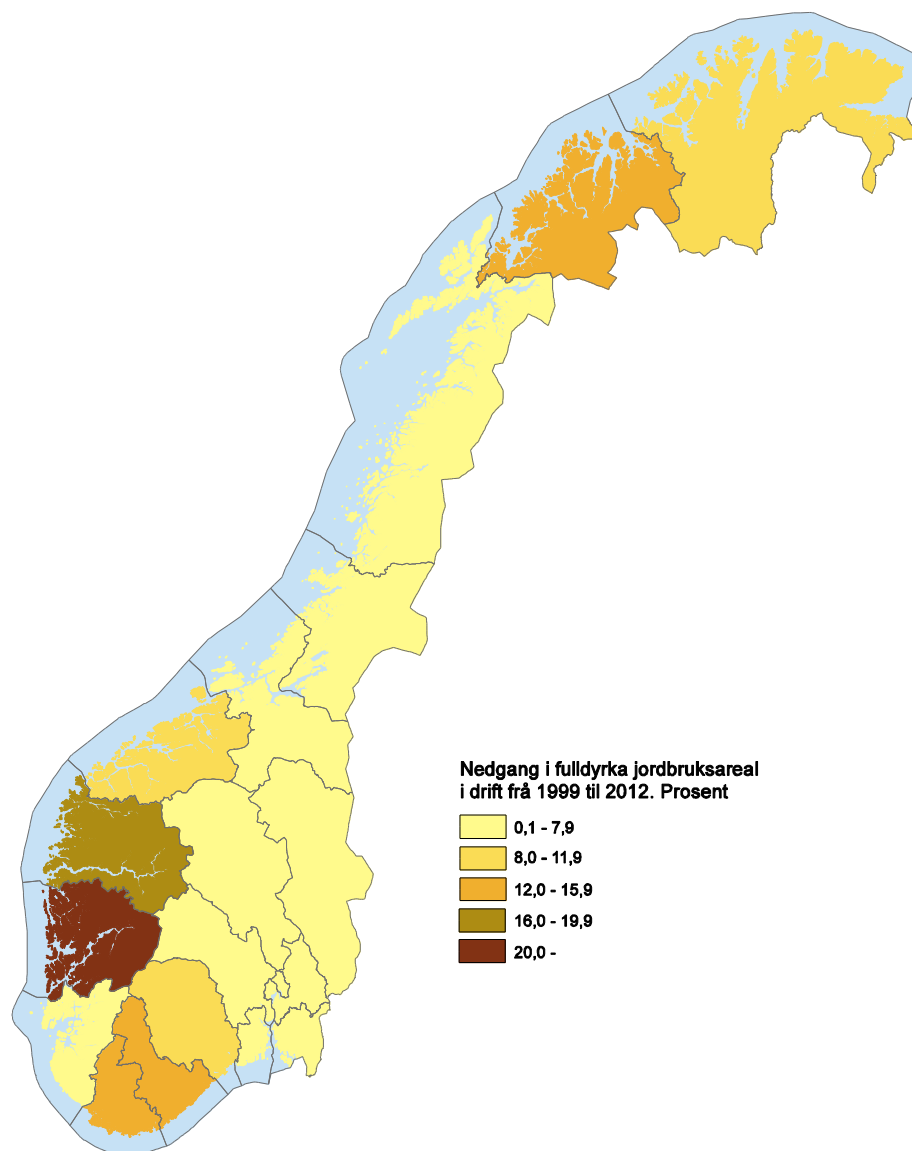 Nedgang i fulldyrka jordbruksareal
i drift frå 1999 til 2012. Prosent
0,1 - 7,9
8,0 - 11,9
12,0 - 15,9
16,0 - 19,9
20,0 -